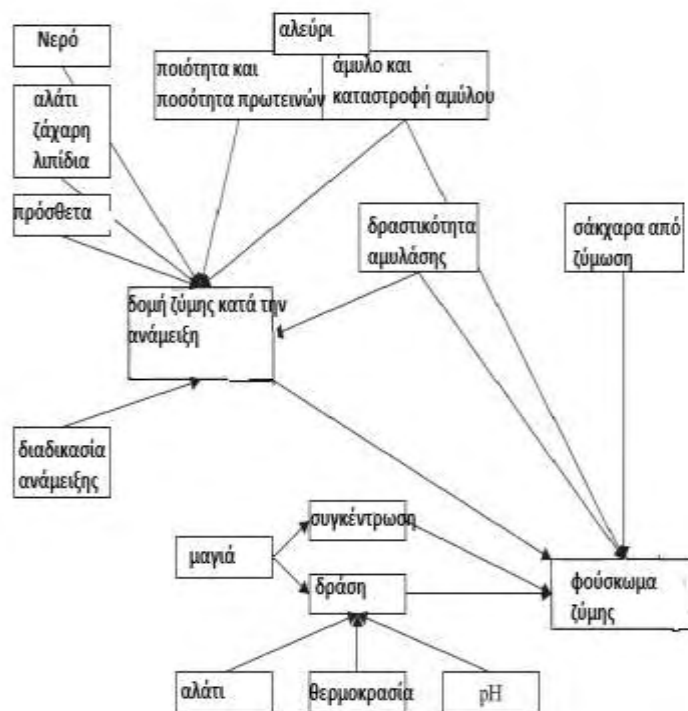 Νερό
αλεύρι
ποιότητα και
ποσότητα πρωτεινών
άμυλο και
καταστροφή αμύλου
αλάτι
ζάχαρη
λιπίδια
πρόσθετα
δραστικότητα
αμυλάσης
σάκχαρα από
ζύμωση
δομή ζύμης κατά την
ανάμειξη
διαδικασία
ανάμειξης
συγκέντρωση
μαγιά
δράση
φούσκωμα
ζύμης
αλάτι
θερμοκρασία
pH